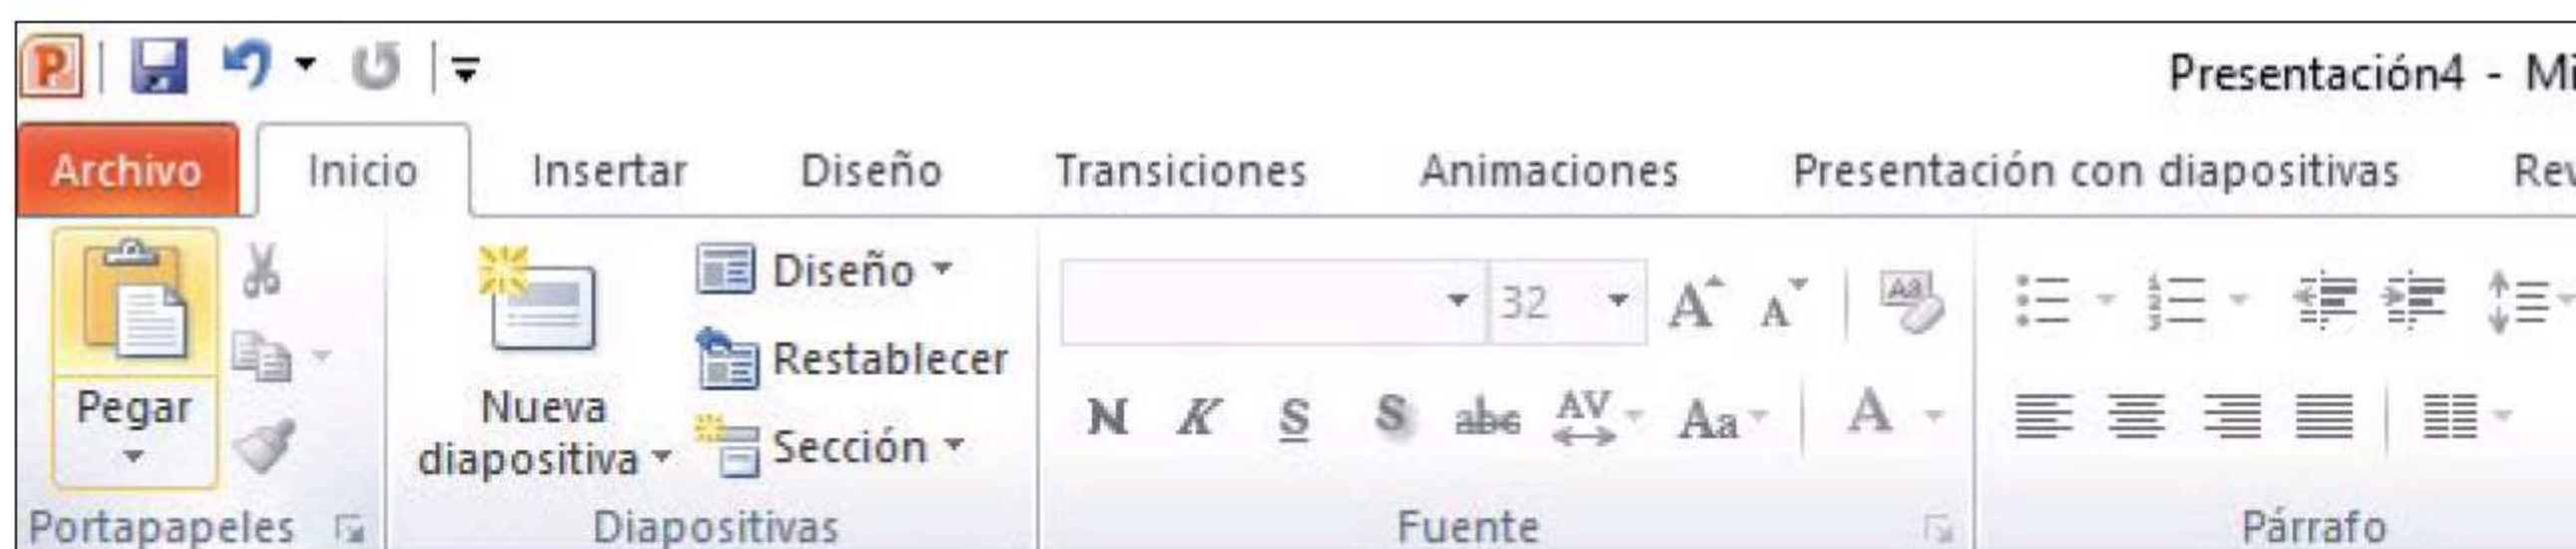 Presentación4 - Mi
Archivo Inicio Insertar Diseño Transiciones Animaciones Presentación con diapositivas Rev
Pegar
Portapapeles
Nueva
diapositiva
Diseño
Restablecer
Sección
Diapositivas
32
A A Aa
N K S S abc AV Aa A
Fuente
Párrafo